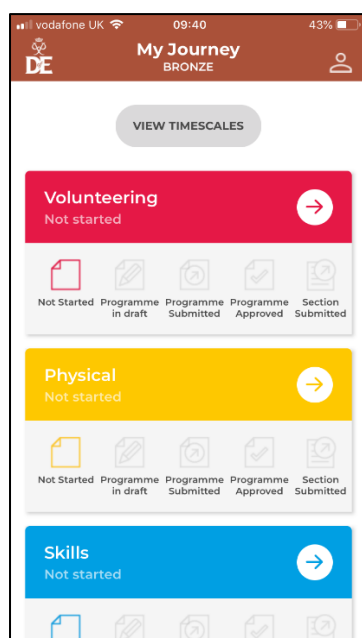 vodafone UK 09:40 43%
DE My Journey
BRONZE
VIEW TIMESCALES
Volunteering
Not started
Not Started Programme Programme Programme Section
in draft Submitted Approved Submitted
Physical
Not started
Not Started Programme Programme Programme Section
in draft Submitted Approved Submitted
Skills
Not started